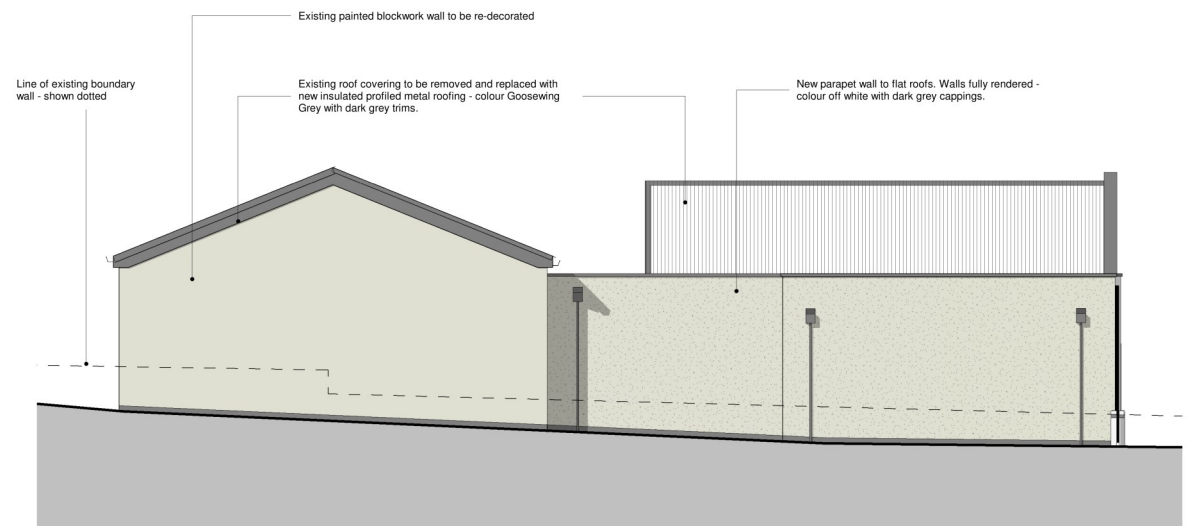 Existing painted blockwork wall to be re-decorated
Line of existing boundary
wall - shown dotted
Existing roof covering to be removed and replaced with
new insulated profiled metal roofing - colour Goosewing
Grey with dark grey trims.
New parapet wall to flat roofs. Walls fully rendered -
colour off white with dark grey cappings.